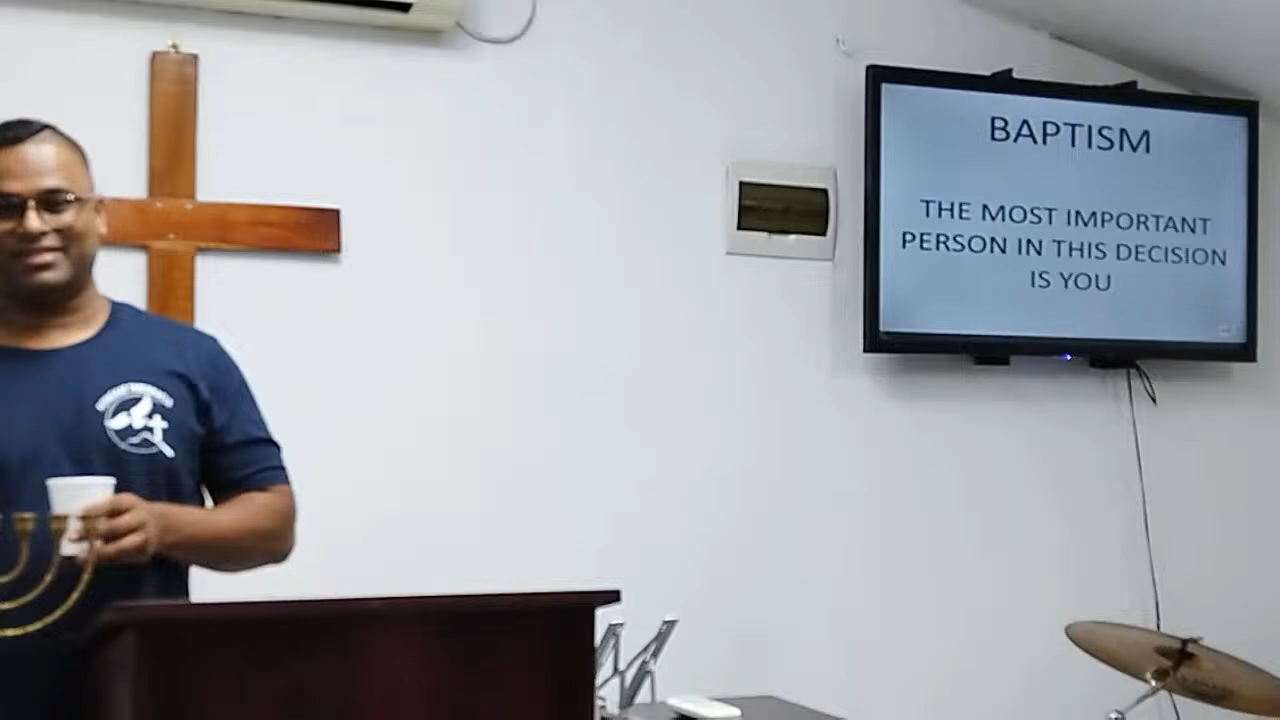 BAPTISM
THE MOST IMPORTANT
PERSON IN THIS DECISION
IS YOU